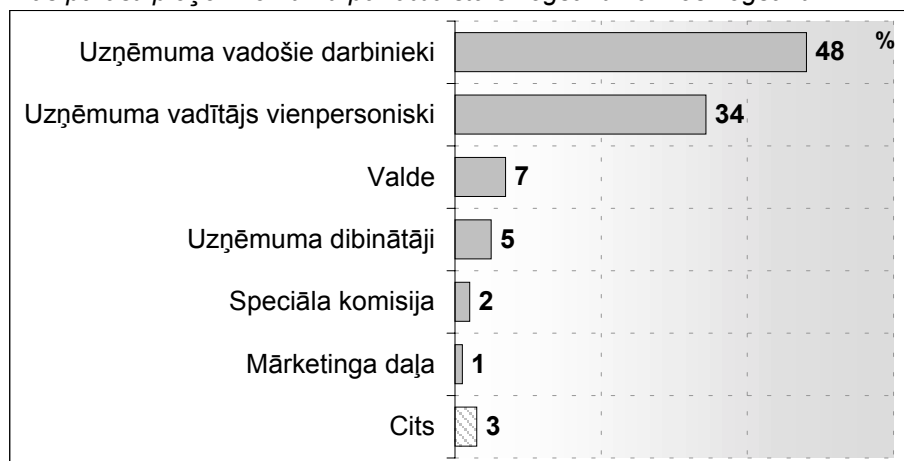 %
Uzņēmuma vadošie darbinieki 48
Uzņēmuma vadītājs vienpersoniski 34
Valde 7
Uzņēmuma dibinātāji 5
Speciāla komisija 2
Mārketinga daļa 1
Cits 3